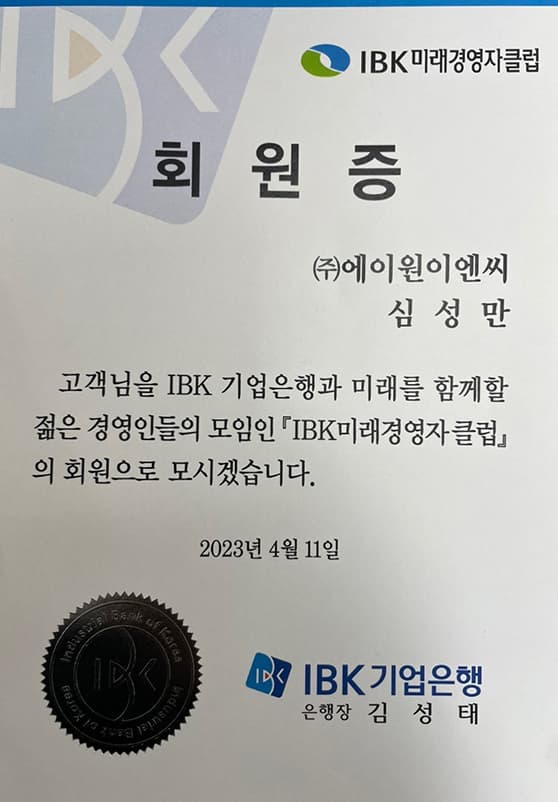 IBK미래경영자클럽
회원증
㈜에이원이엔씨
심성만
고객님을 IBK 기업은행과 미래를 함께할
젊은 경영인들의 모임인『IBK미래경영자클럽』
의 회원으로 모시겠습니다.
2023년 4월 11일
Industrial Bank of Korea
IBK
Industrial Bank of Korea
IBK기업은행
은행장 김성태